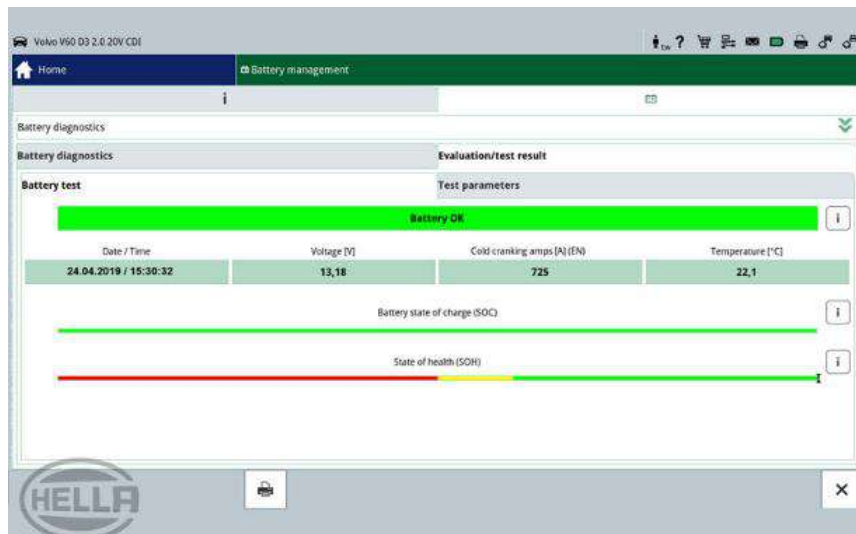 Volvo V60 D3 2.0 20V CDI
Home
Battery management
Battery diagnostics
Battery diagnostics
Evaluation/test result
Battery test
Test parameters
Battery OK
Date / Time
Voltage [V]
Cold cranking amps [A] (EN)
Temperature [°C]
24.04.2019 / 15:30:32
13,18
725
22,1
Battery state of charge (SOC)
State of health (SOH)
HELLA